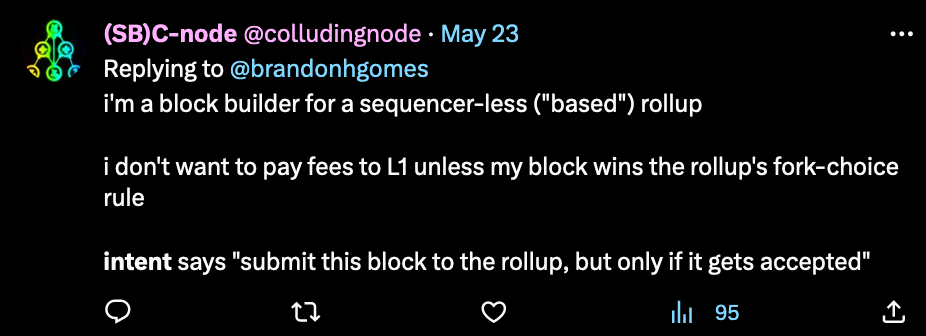 (SB)C-node @colludingnode · May 23
Replying to @brandonhgomes
i'm a block builder for a sequencer-less ("based") rollup
i don't want to pay fees to L1 unless my block wins the rollup's fork-choice
rule
intent says "submit this block to the rollup, but only if it gets accepted"
95